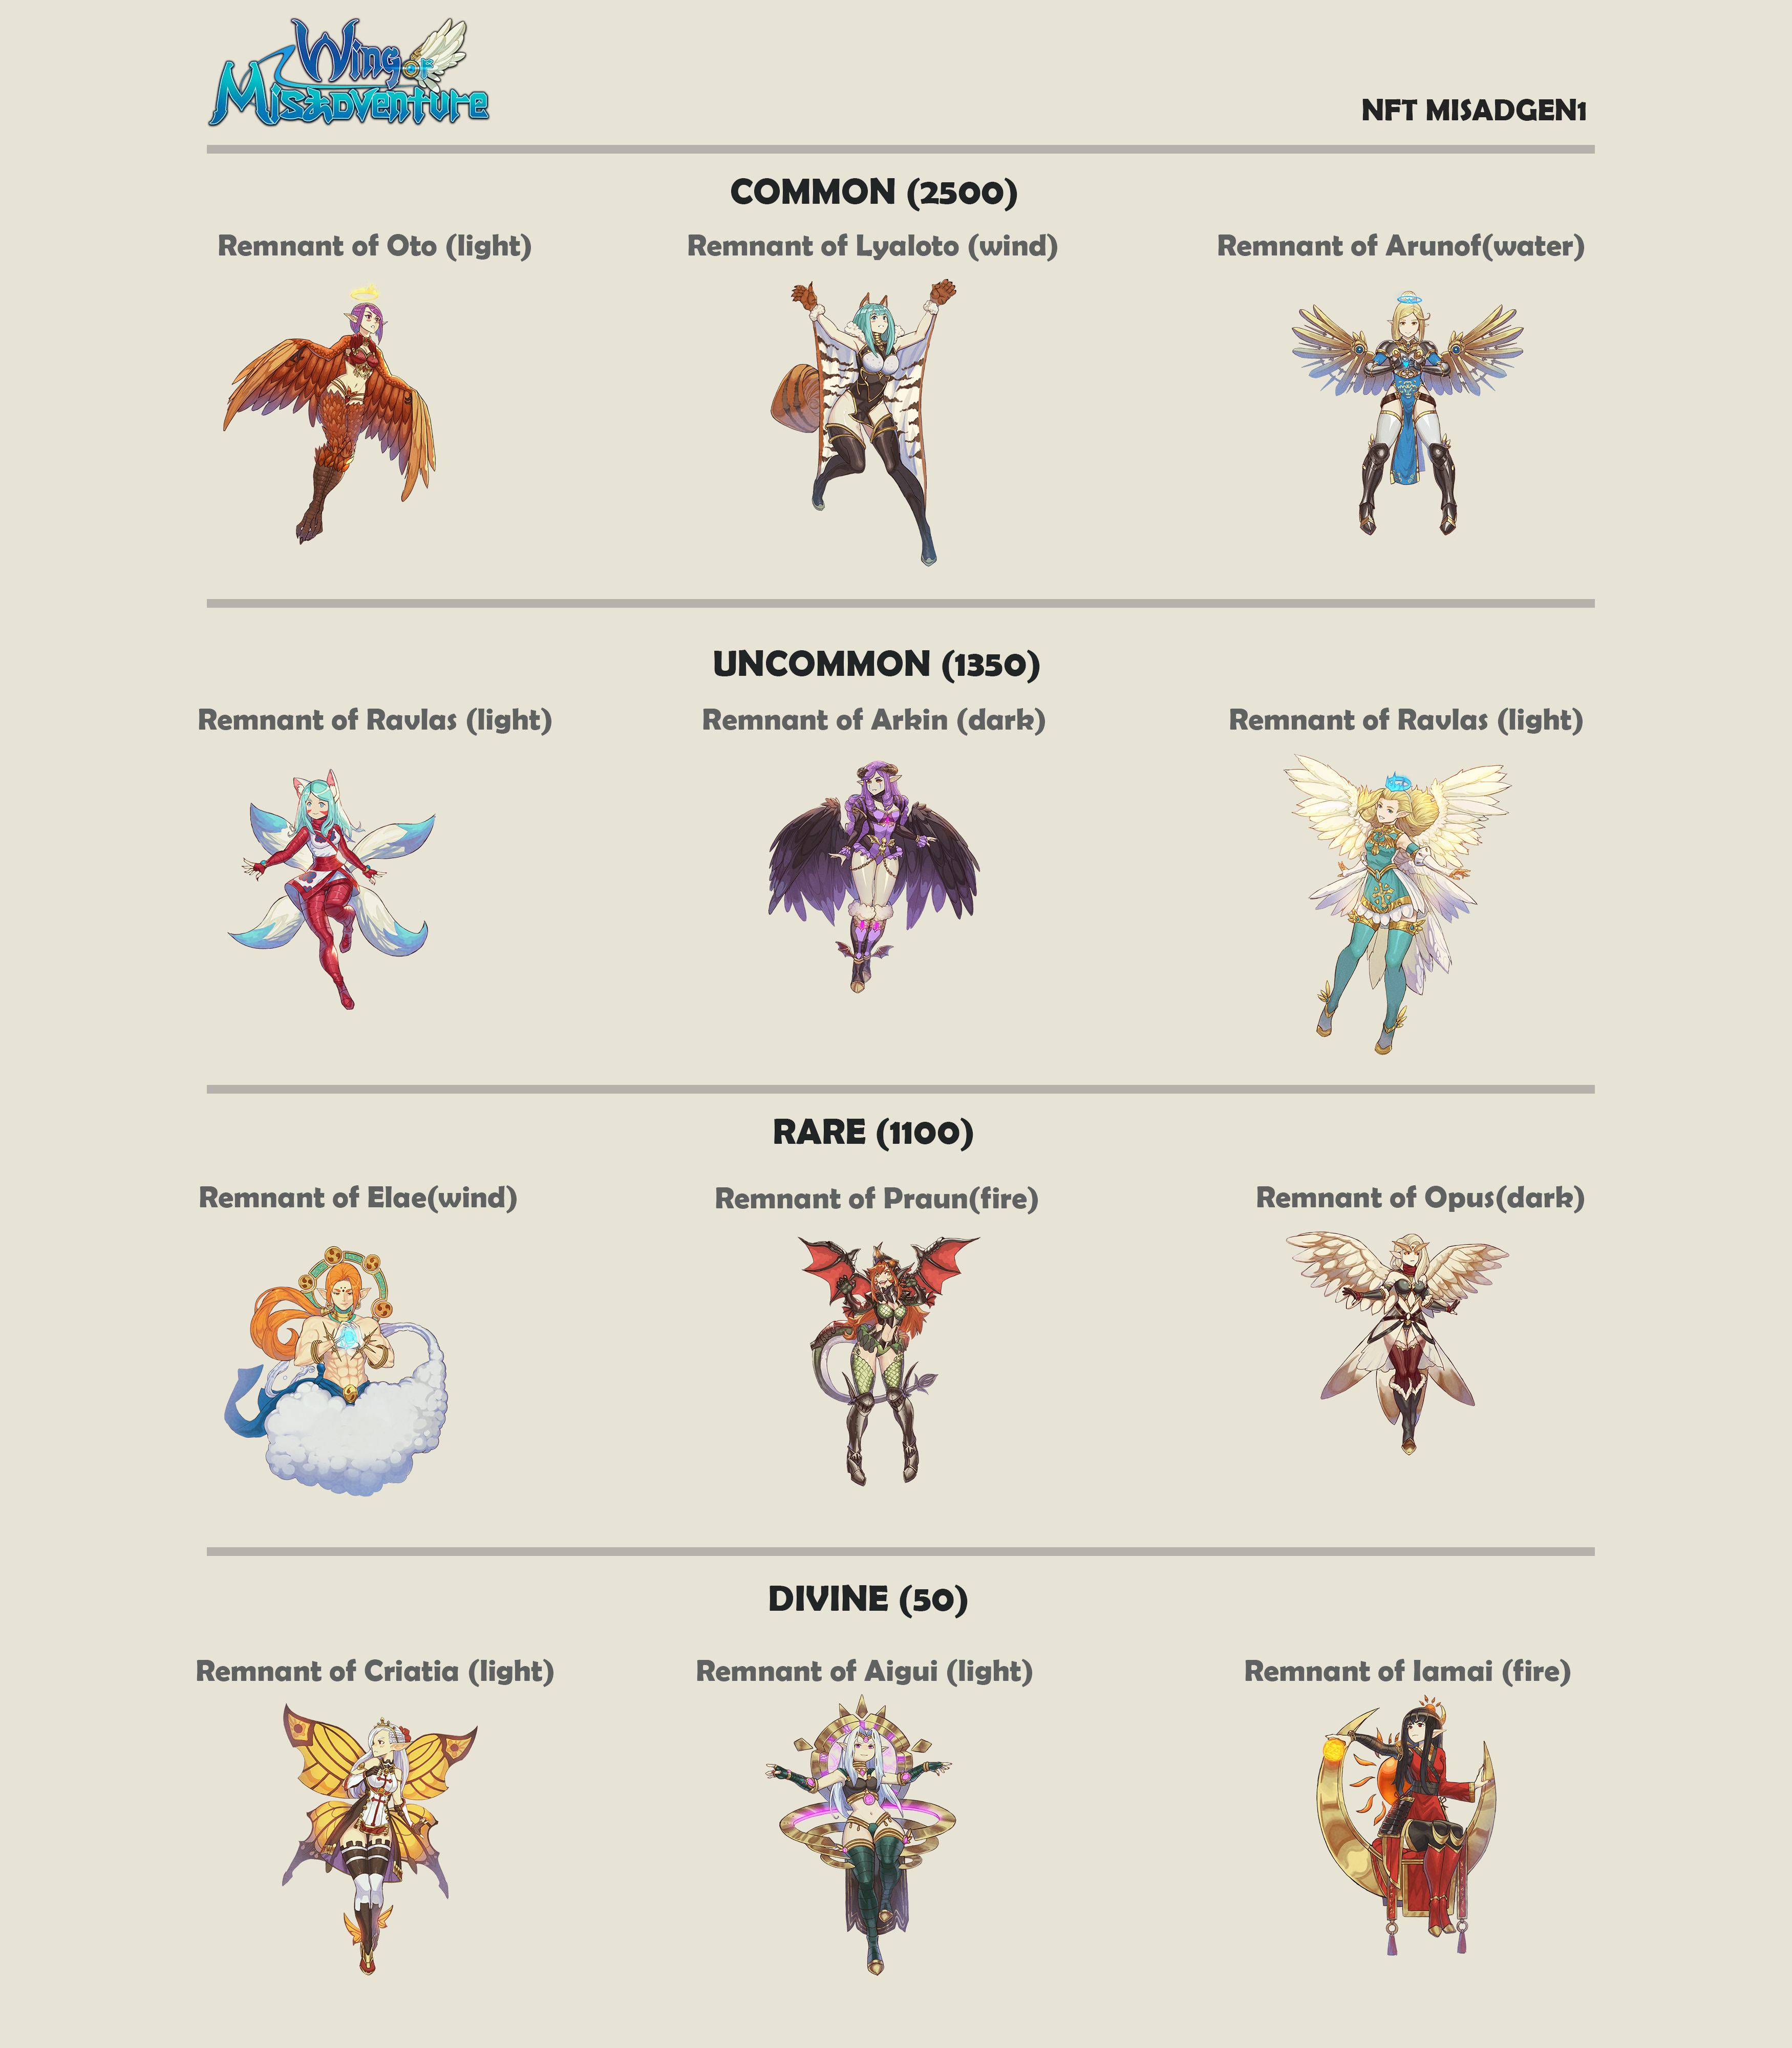 Wing of
Misadventure
NFT MISADGEN1
COMMON (2500)
Remnant of Oto (light)
Remnant of Lyaloto (wind)
Remnant of Arunof(water)
UNCOMMON (1350)
Remnant of Ravlas (light)
Remnant of Arkin (dark)
Remnant of Ravlas (light)
RARE (1100)
Remnant of Elae(wind)
Remnant of Praun(fire)
Remnant of Opus(dark)
DIVINE (50)
Remnant of Criatia (light)
Remnant of Aigui (light)
Remnant of Iamai (fire)